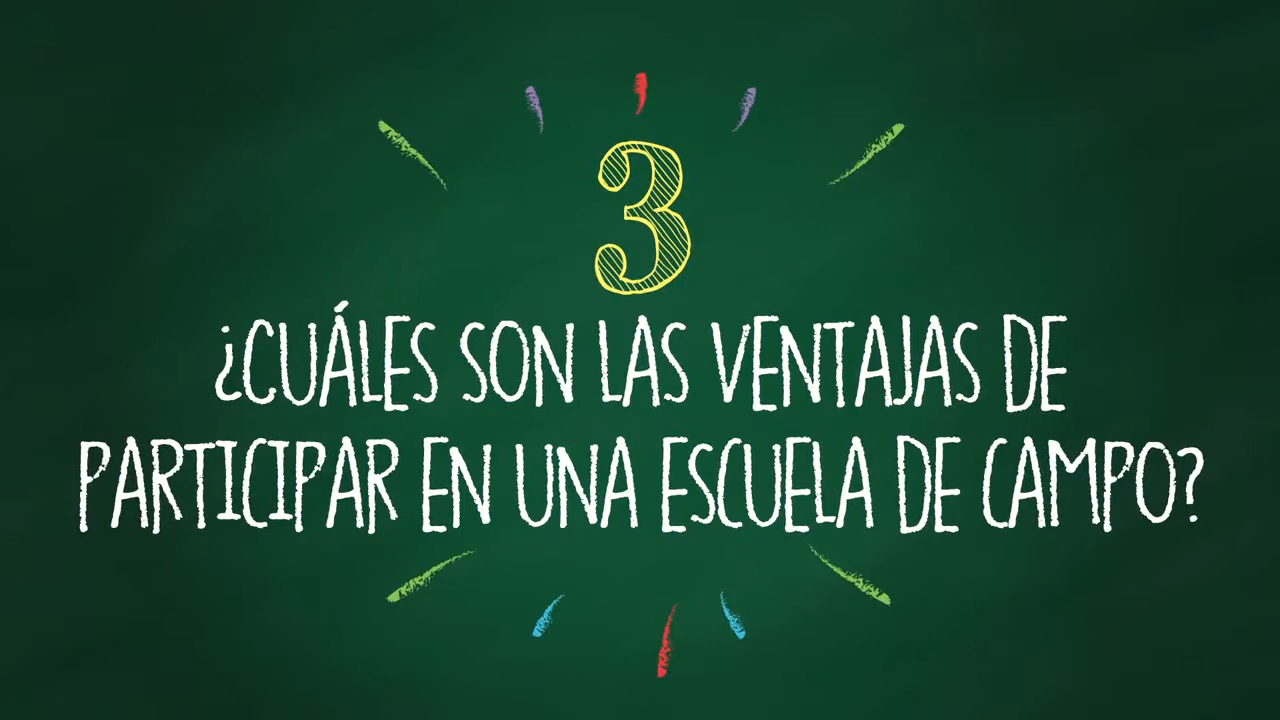 3
¿CUÁLES SON LAS VENTAJAS DE
PARTICIPAR EN UNA ESCUELA DE CAMPO?